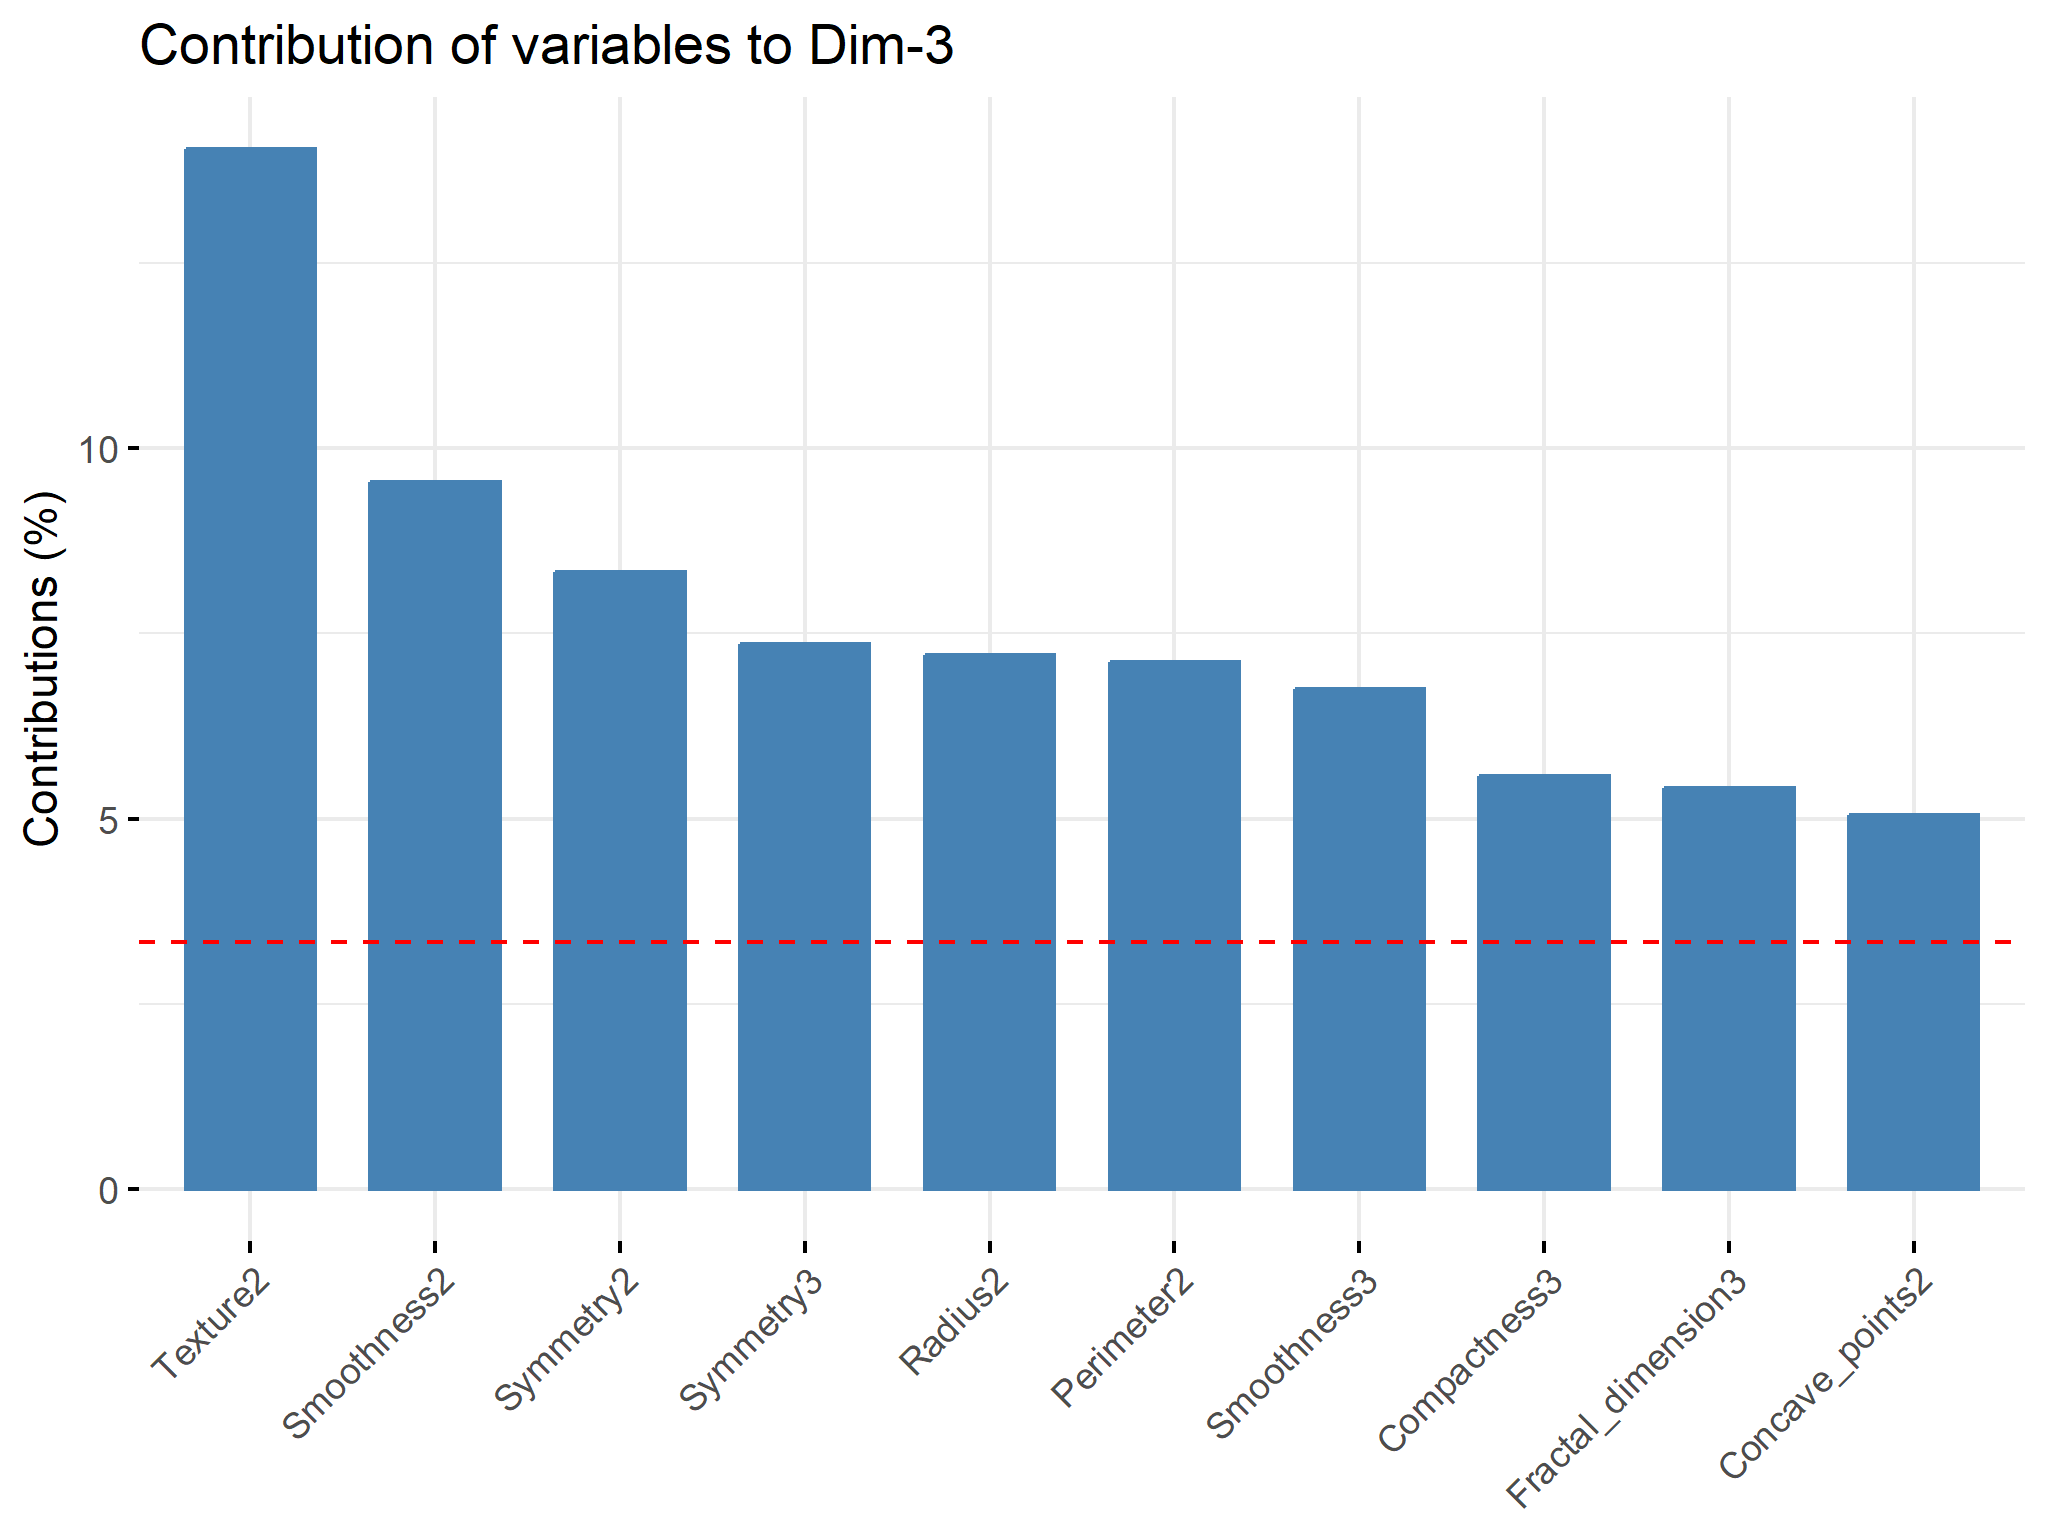 Contribution of variables to Dim-3
Contributions (%)
10
5
0
Texture2
Smoothness2
Symmetry2
Symmetry3
Radius2
Perimeter2
Smoothness3
Compactness3
Fractal_dimension3
Concave_points2